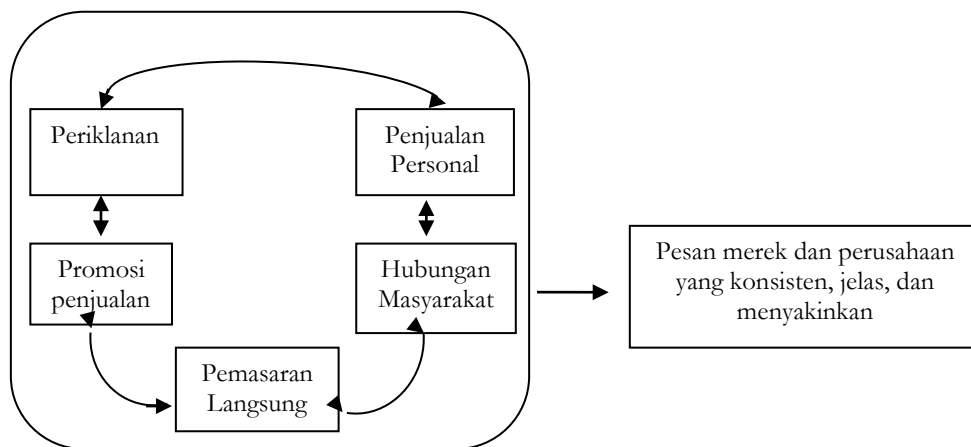 Periklanan
Penjualan
Personal
Promosi
penjualan
Hubungan
Masyarakat
Pemasaran
Langsung
Pesan merek dan perusahaan
yang konsisten, jelas, dan
menyakinkan